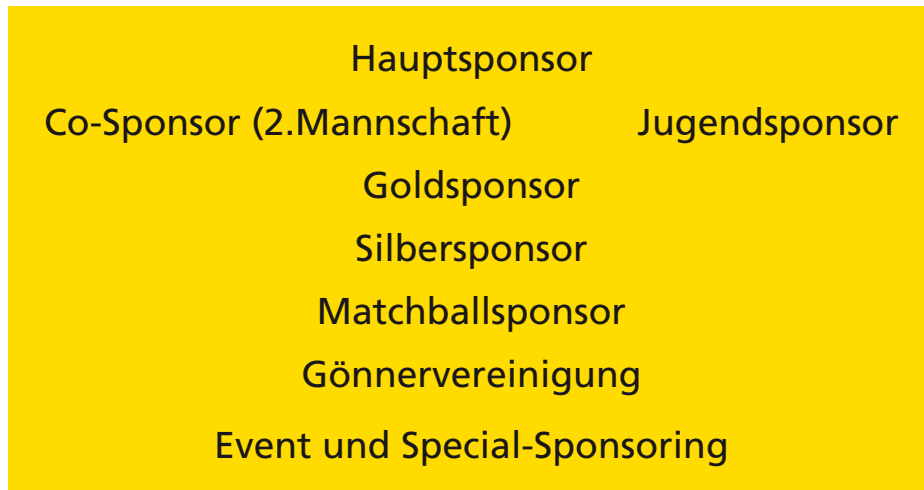 Hauptsponsor
Co-Sponsor (2.Mannschaft) Jugendsponsor
Goldsponsor
Silbersponsor
Matchballsponsor
Gönnervereinigung
Event und Special-Sponsoring